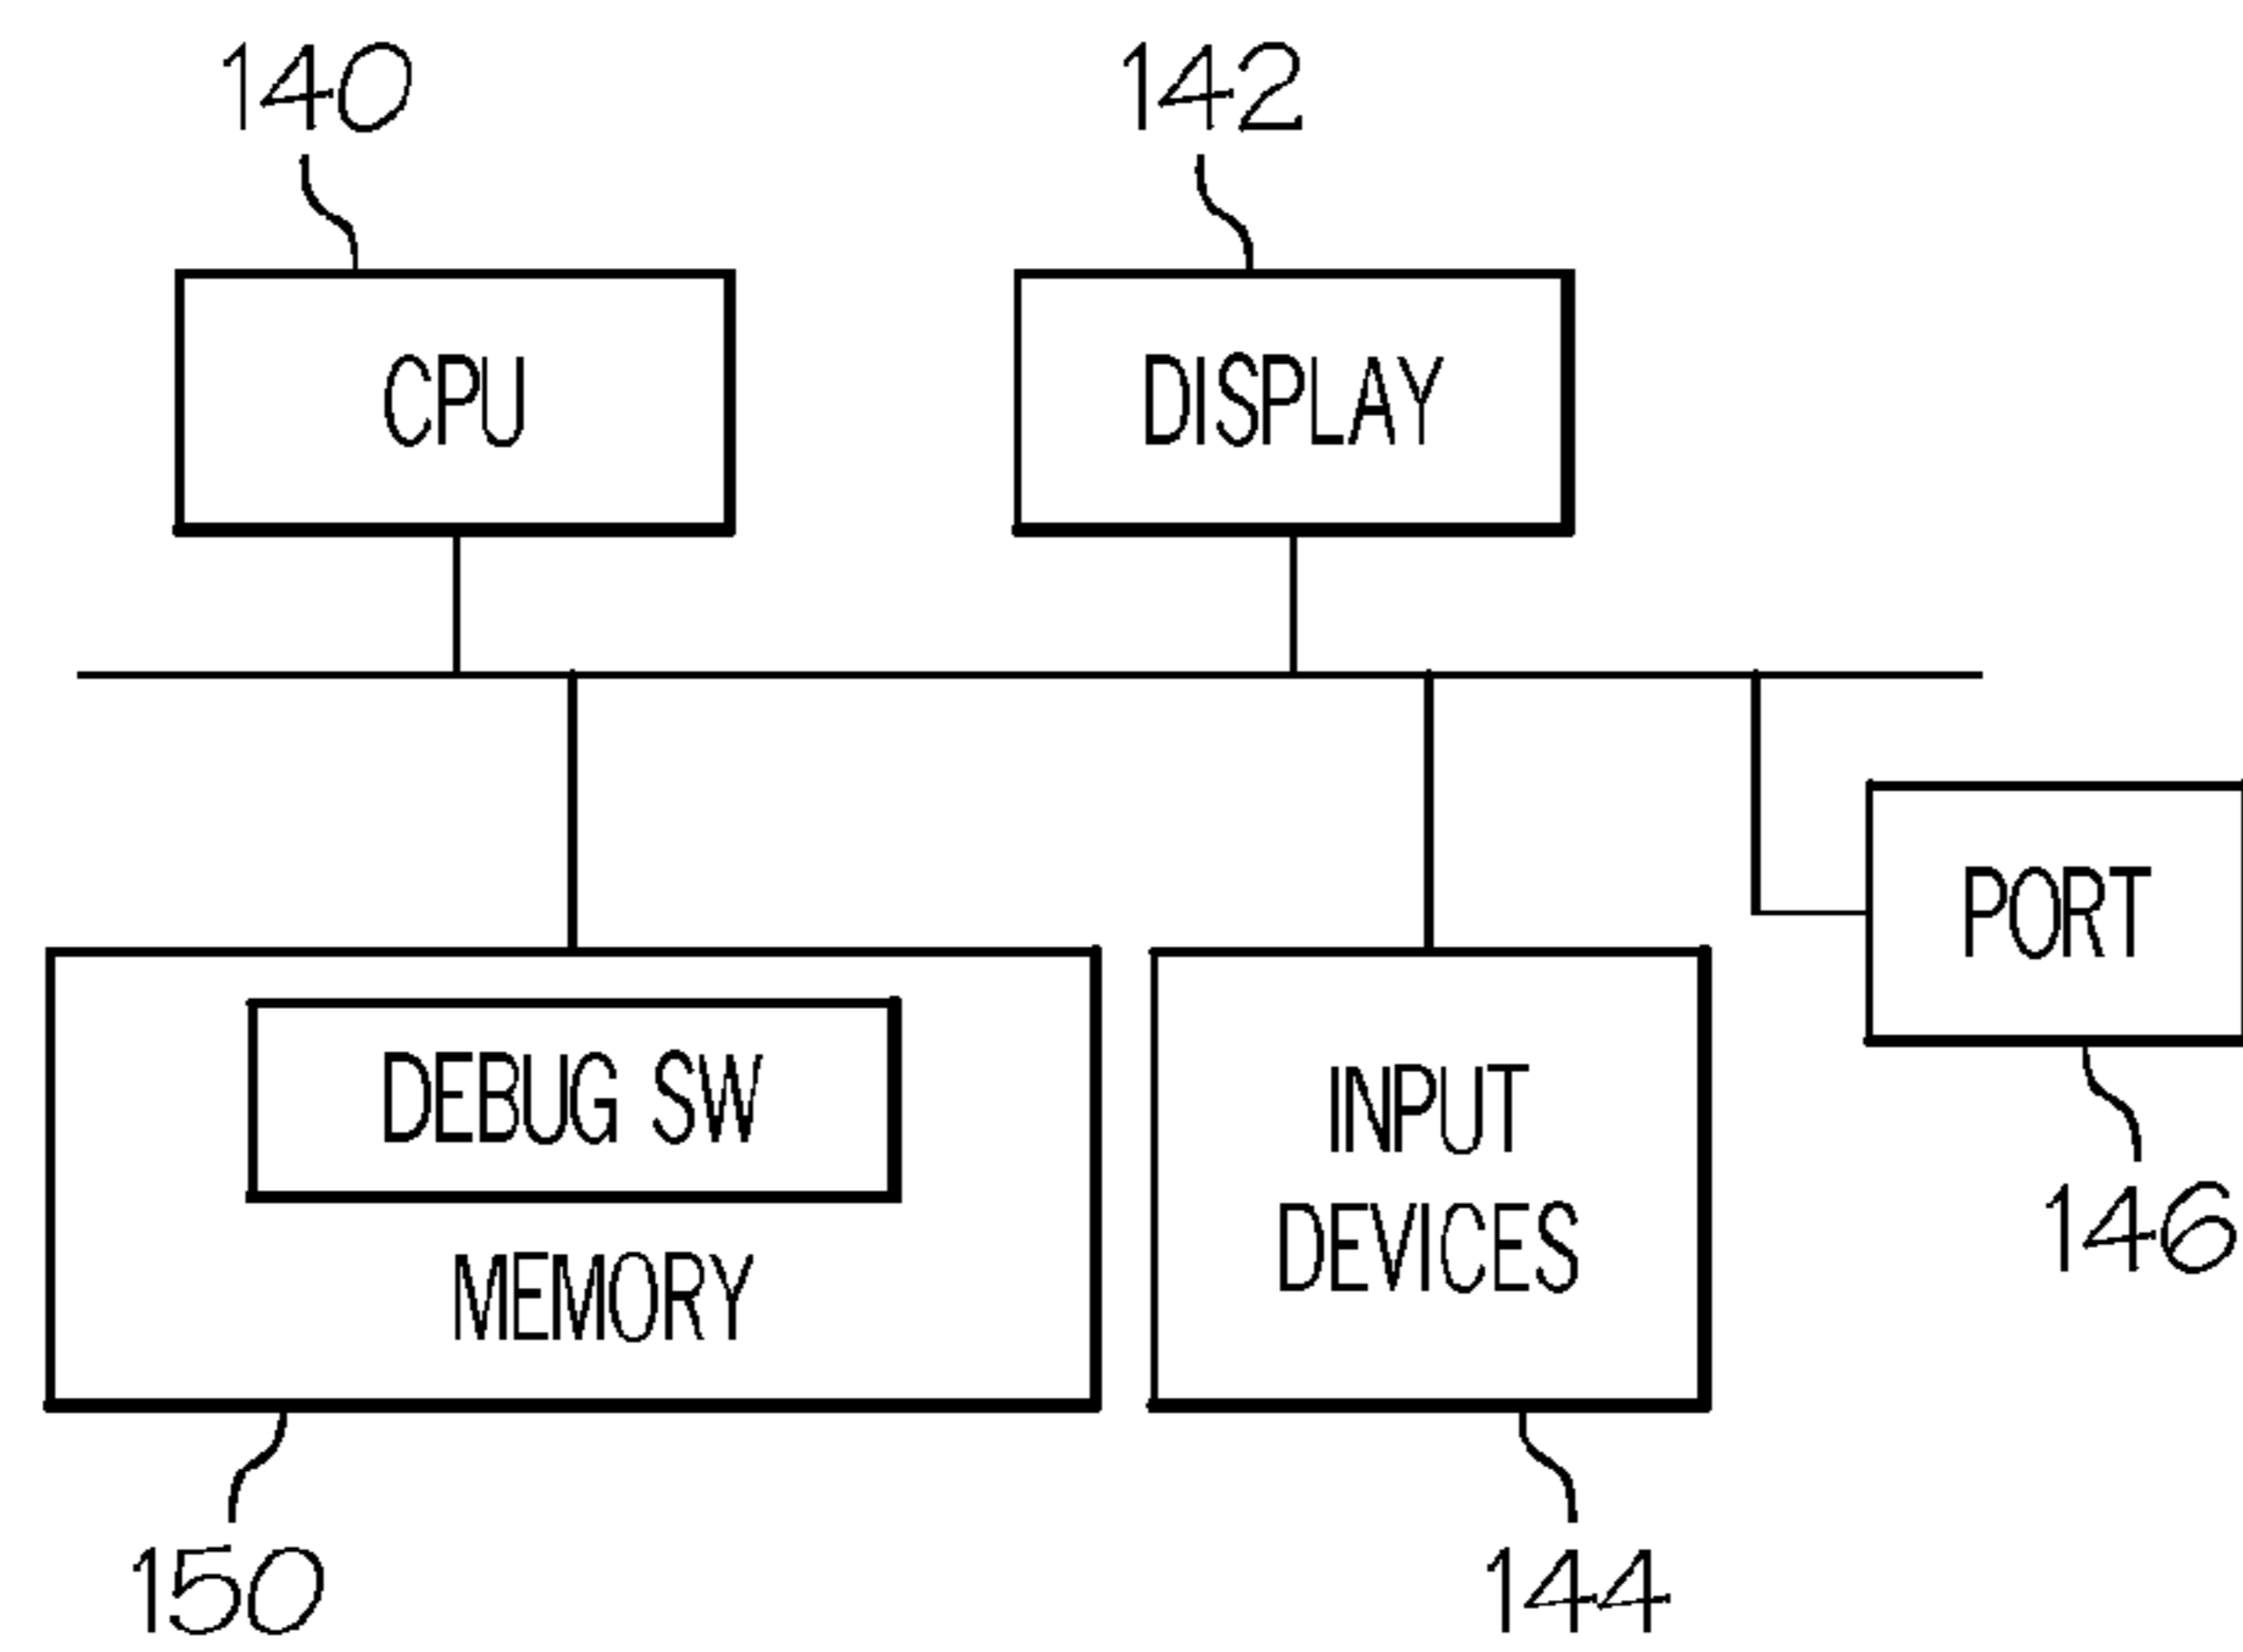 140
142
CPU
DISPLAY
PORT
DEBUG SW
MEMORY
INPUT
DEVICES
146
150
144